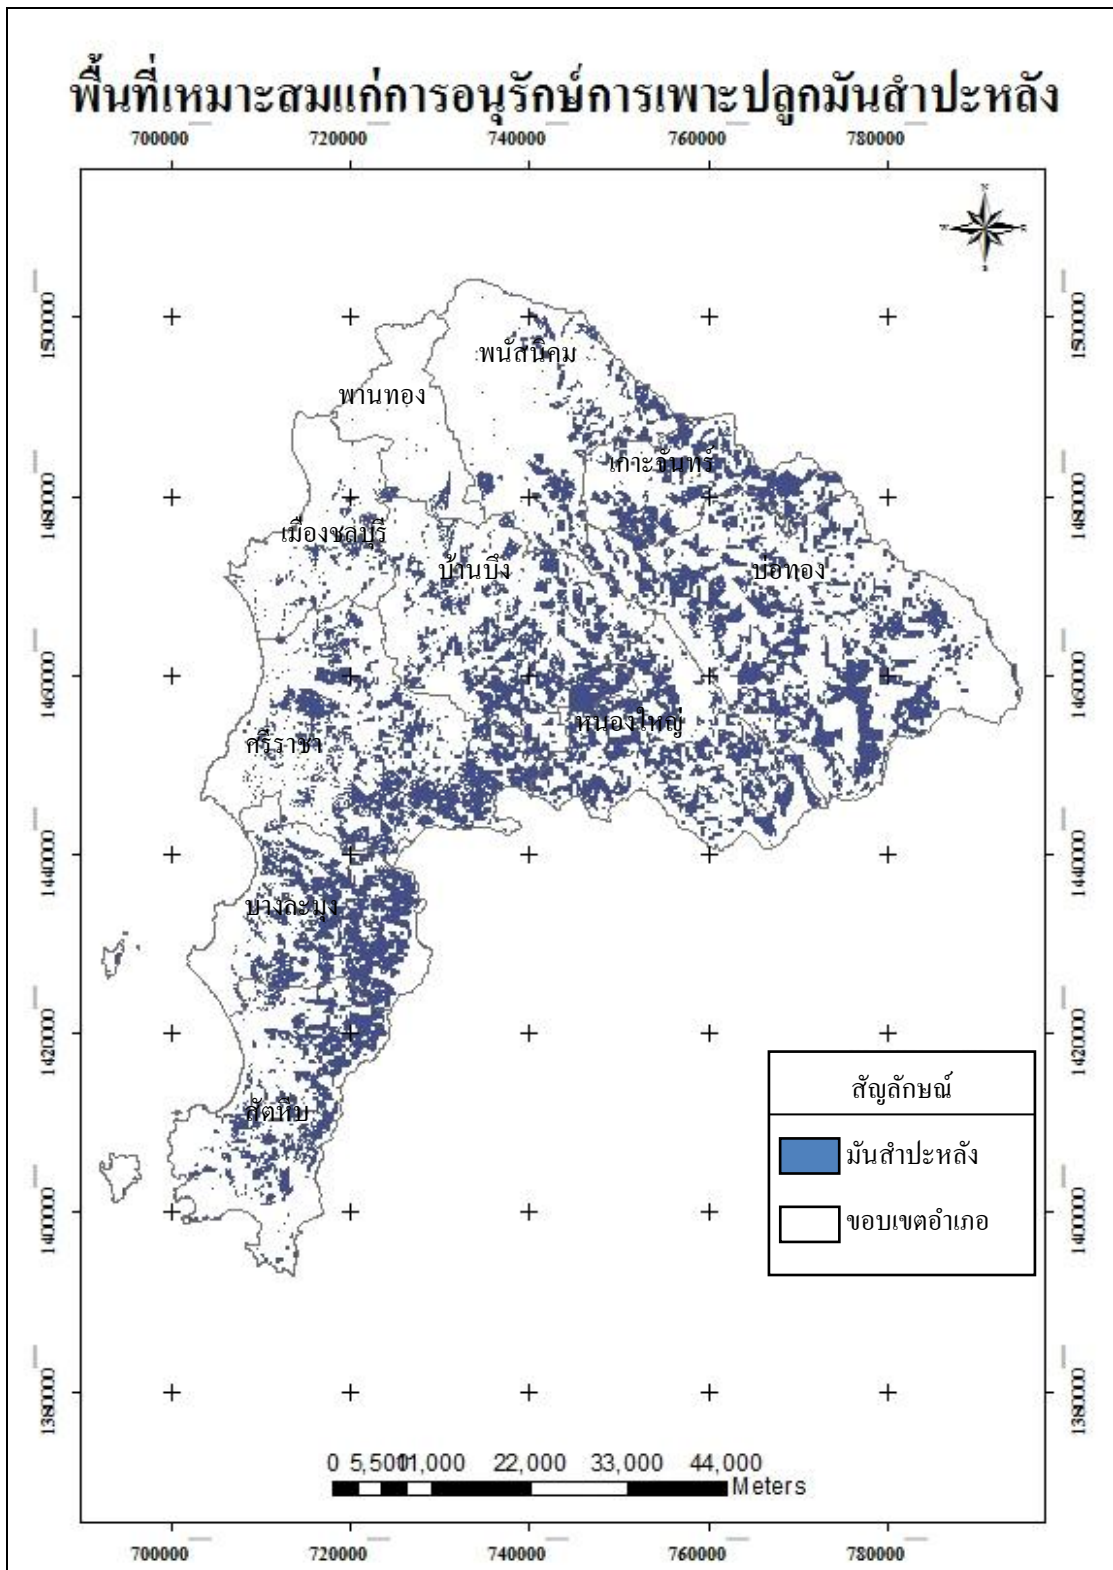 พื้นที่เหมาะสมแก่การอนุรักษ์การเพาะปลูกมันสำปะหลัง
700000 720000 740000 760000 780000
N
W E
S
1500000 1500000
พนัสนิคม
พานทอง
เกาะจันทร์
1480000 1480000
เมืองชลบุรี
บ้านบึง
บ่อทอง
1460000 1460000
หนองใหญ่
ศรีราชา
1440000 1440000
บางละมุง
1420000 1420000
สัตหีบ
สัญลักษณ์
มันสำปะหลัง
ขอบเขตอำเภอ
1400000 1400000
1380000 1380000
0 5,500 11,000 22,000 33,000 44,000
Meters
700000 720000 740000 760000 780000